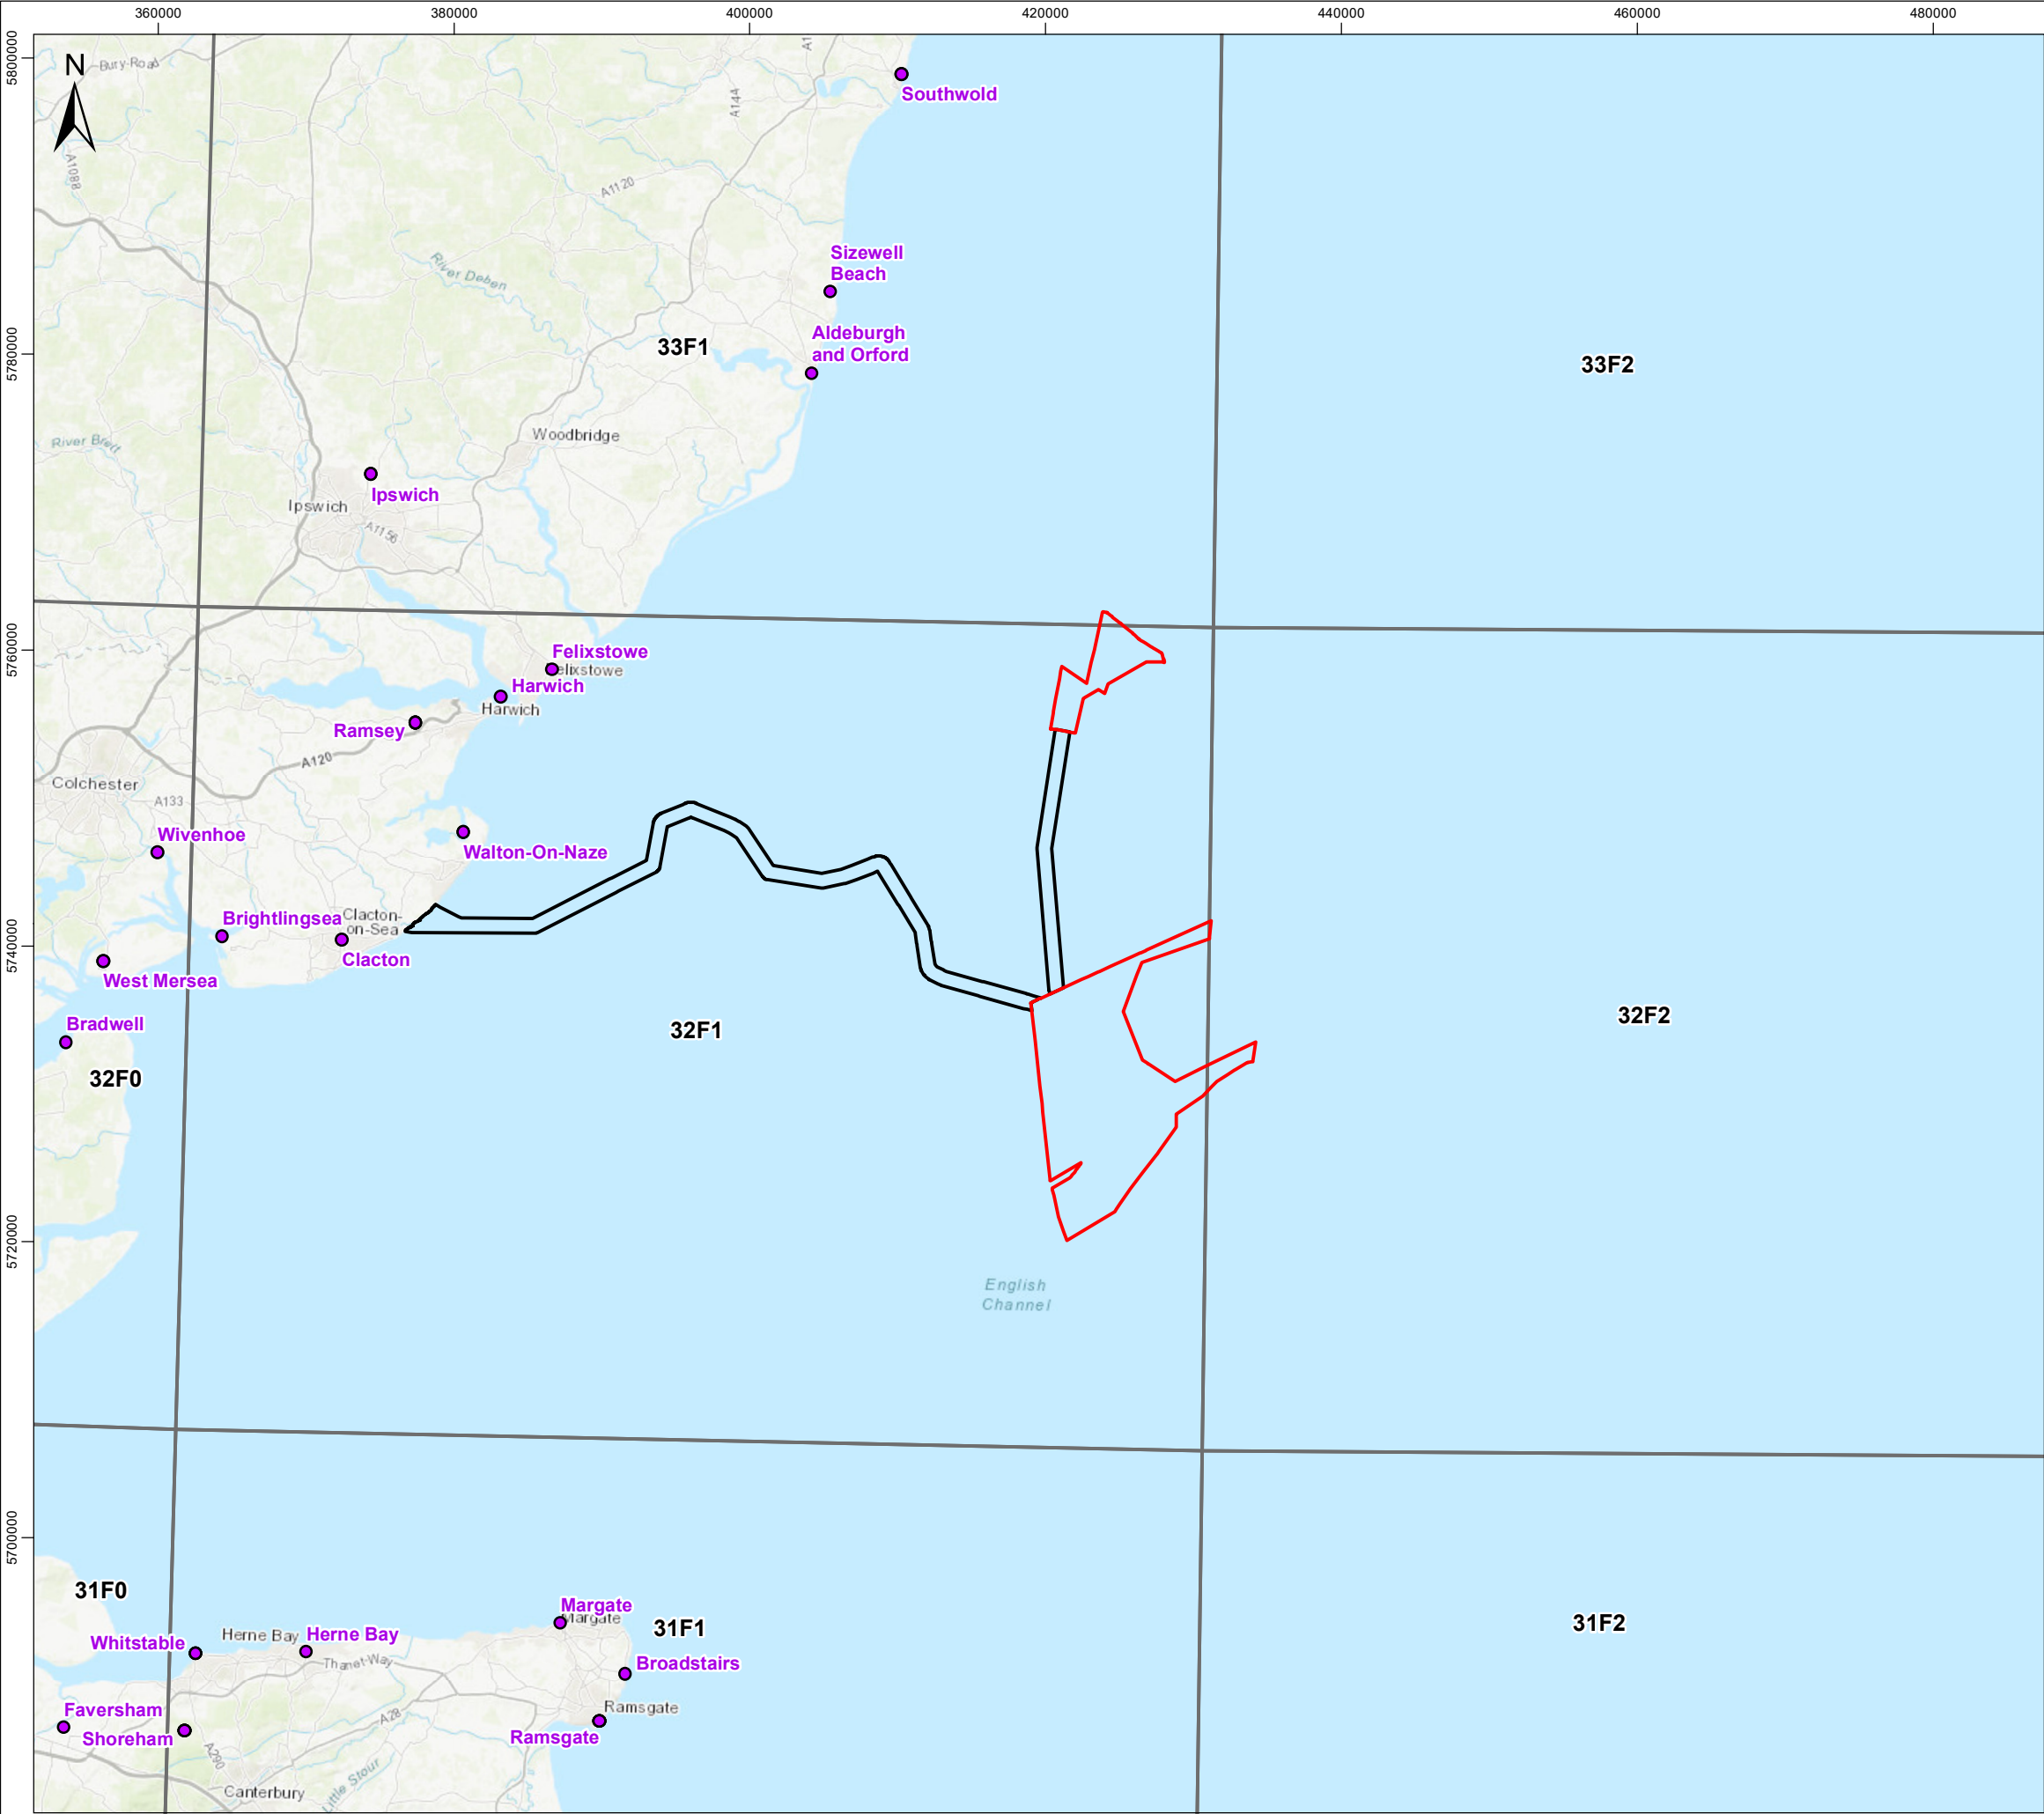 360000
380000
400000
420000
440000
460000
480000
5800000
5780000
5760000
5740000
5720000
5700000
N
Bury-Road
A1088
A14A
A1
A1120
Southwold
River Deben
Sizewell
Beach
Aldeburgh
and Orford
33F1
33F2
River Brett
Woodbridge
Ipswich
Ipswich
A1156
Felixstowe
elixstowe
Harwich
Harwich
Ramsey
A120
Colchester
A133
Wivenhoe
Walton-On-Naze
Brightlingsea
Clacton-
on-Sea
Clacton
West Mersea
Bradwell
32F0
32F1
32F2
English
Channel
31F0
31F1
31F2
Margate
Margate
Whitstable
Herne Bay
Herne Bay
Thanet-Way
Broadstairs
Ramsgate
Ramsgate
Faversham
Shoreham
A28
A290
Canterbury
Little Stour